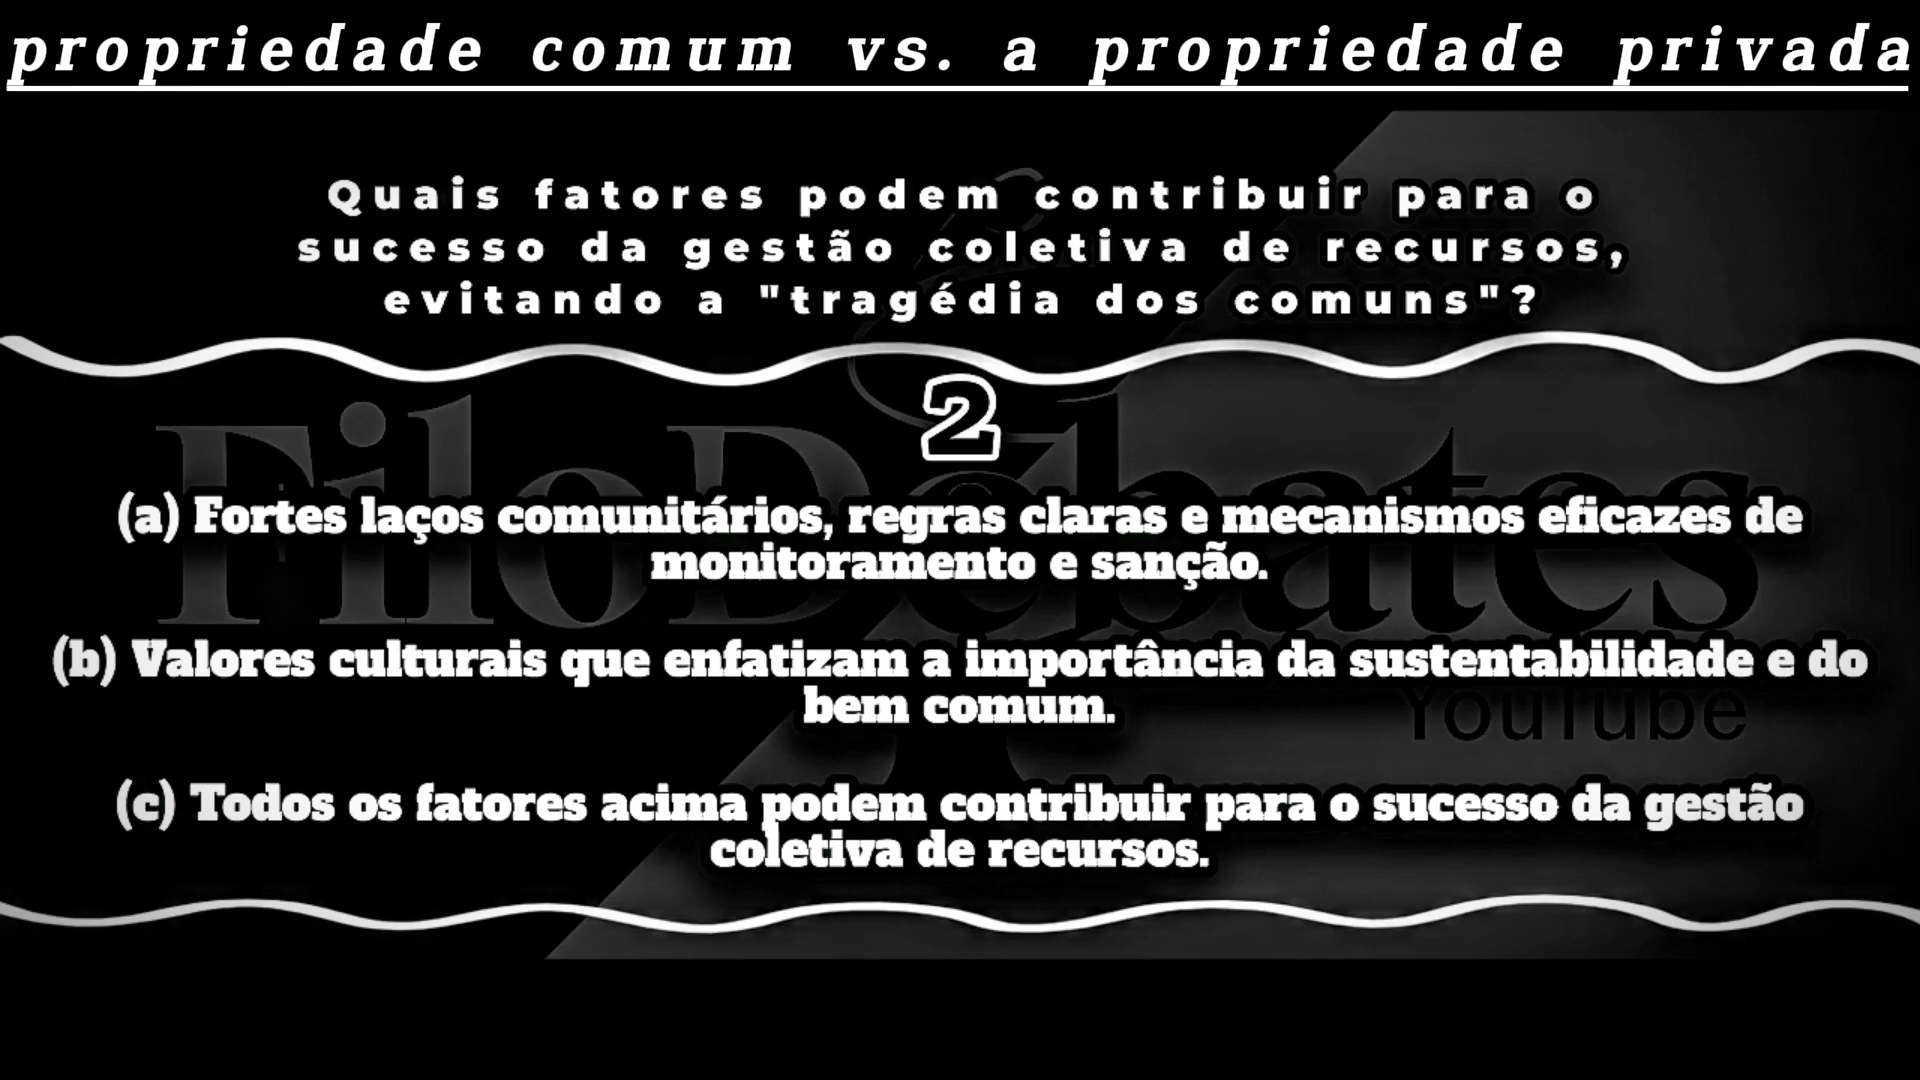 propriedade comum vs. a propriedade privada
Quais fatores podem contribuir para o
sucesso da gestão coletiva de recursos,
evitando a "tragédia dos comuns"?
2
(a) Fortes laços comunitários, regras claras e mecanismos eficazes de
monitoramento e sanção.
(b) Valores culturais que enfatizam a importância da sustentabilidade e do
bem comum.
(c) Todos os fatores acima podem contribuir para o sucesso da gestão
coletiva de recursos.
FiloDebates
YouTube